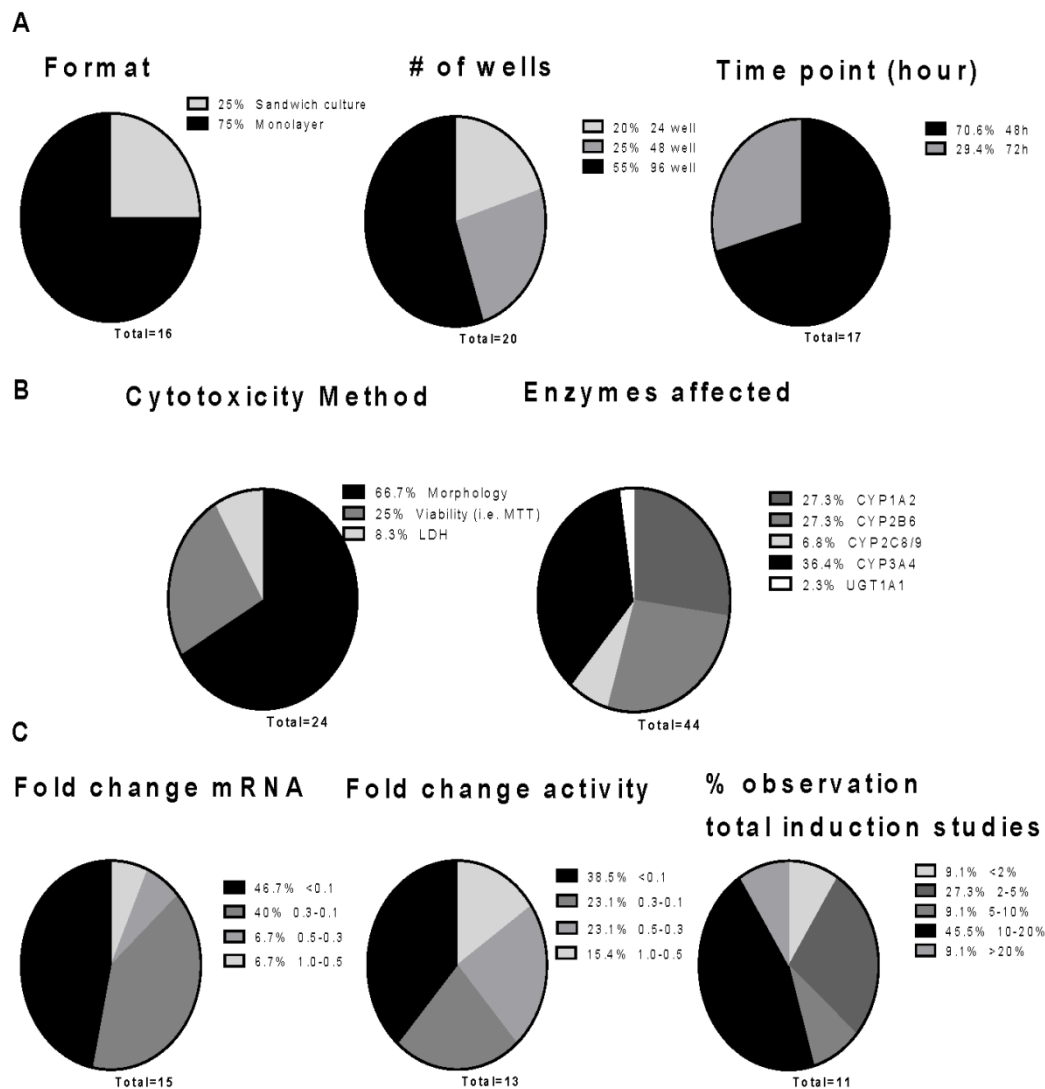 A
Format
25% Sandwich culture
75% Monolayer
Total=16
# of wells
20% 24 well
25% 48 well
55% 96 well
Total=20
Time point (hour)
70.6% 48h
29.4% 72h
Total=17
B
Cytotoxicity Method
66.7% Morphology
25% Viability (i.e. MTT)
8.3% LDH
Total=24
Enzymes affected
27.3% CYP1A2
27.3% CYP2B6
6.8% CYP2C8/9
36.4% CYP3A4
2.3% UGT1A1
Total=44
C
Fold change mRNA
46.7% <0.1
40% 0.3-0.1
6.7% 0.5-0.3
6.7% 1.0-0.5
Total=15
Fold change activity
38.5% <0.1
23.1% 0.3-0.1
23.1% 0.5-0.3
15.4% 1.0-0.5
Total=13
% observation
total induction studies
9.1% <2%
27.3% 2-5%
9.1% 5-10%
45.5% 10-20%
9.1% >20%
Total=11